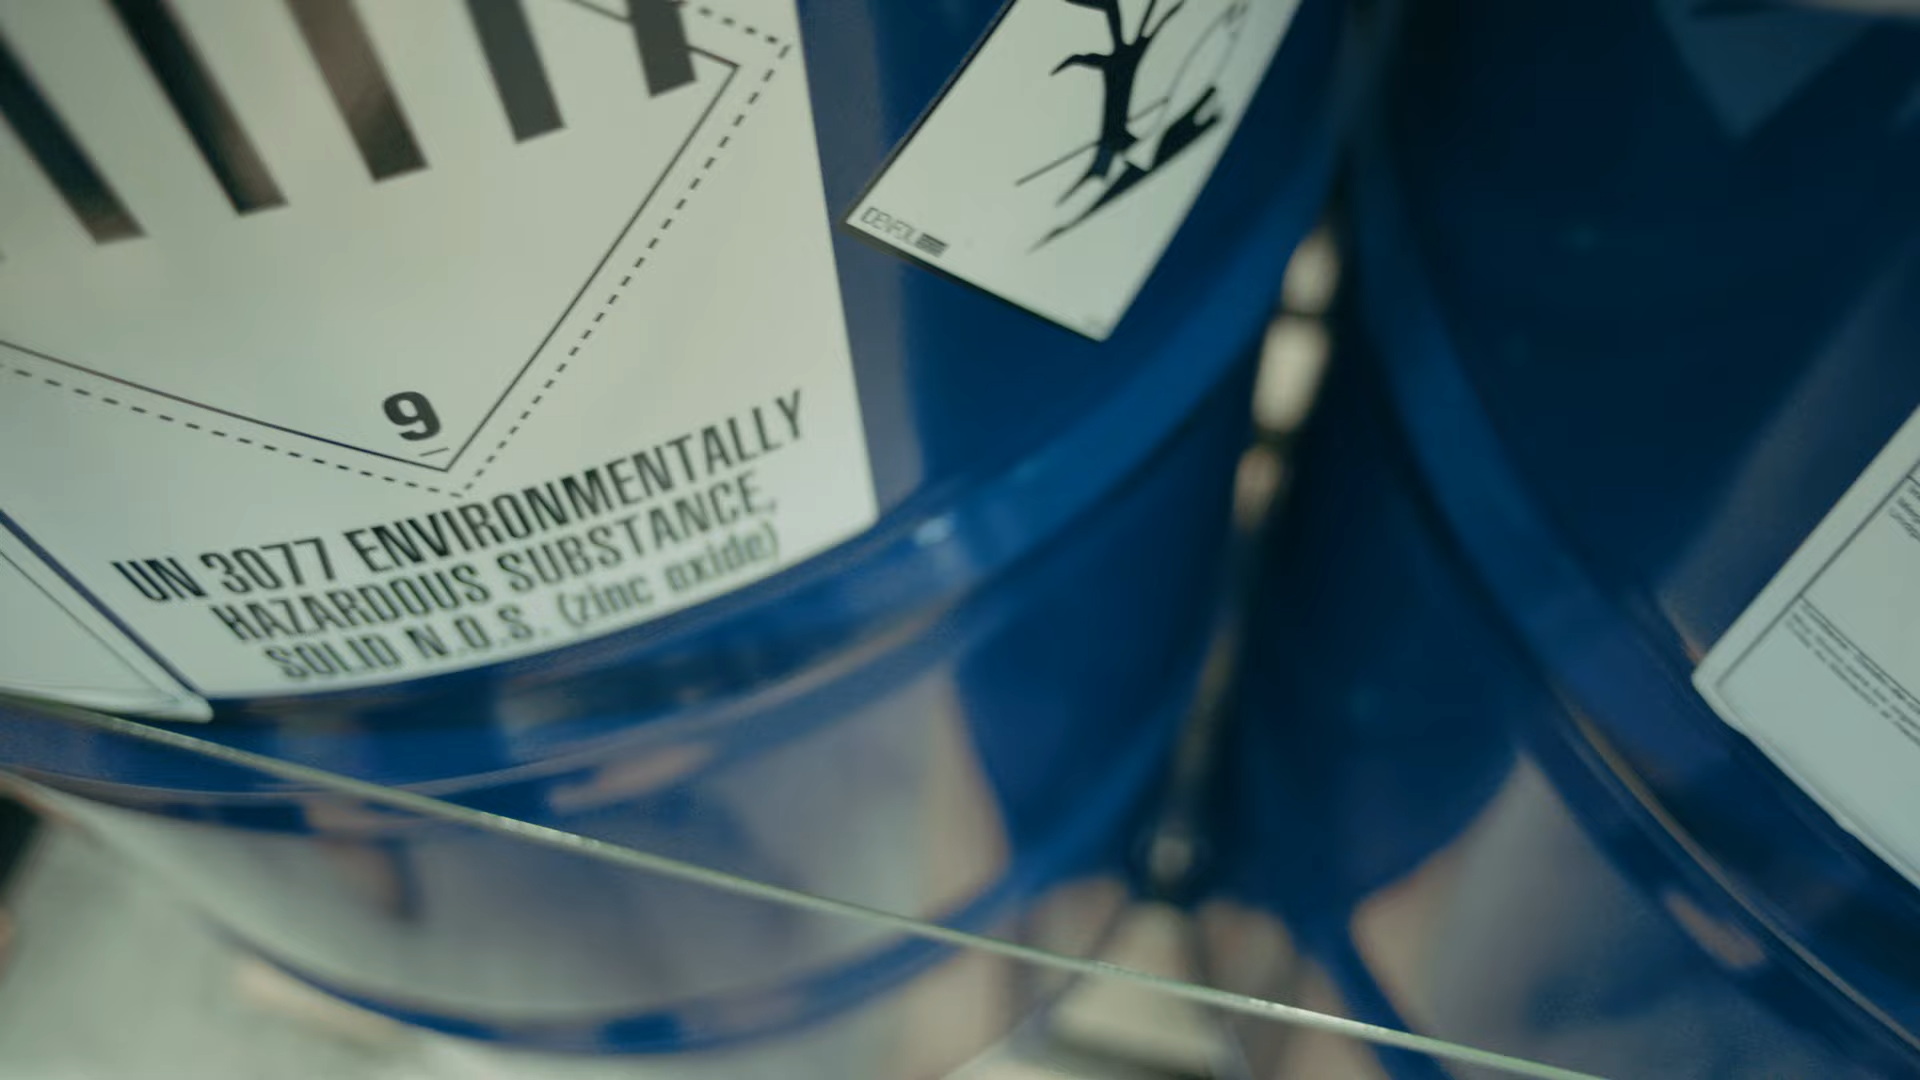 9
UN 3077 ENVIRONMENTALLY
HAZARDOUS SUBSTANCE,
SOLID N.O.S. (zinc oxide)